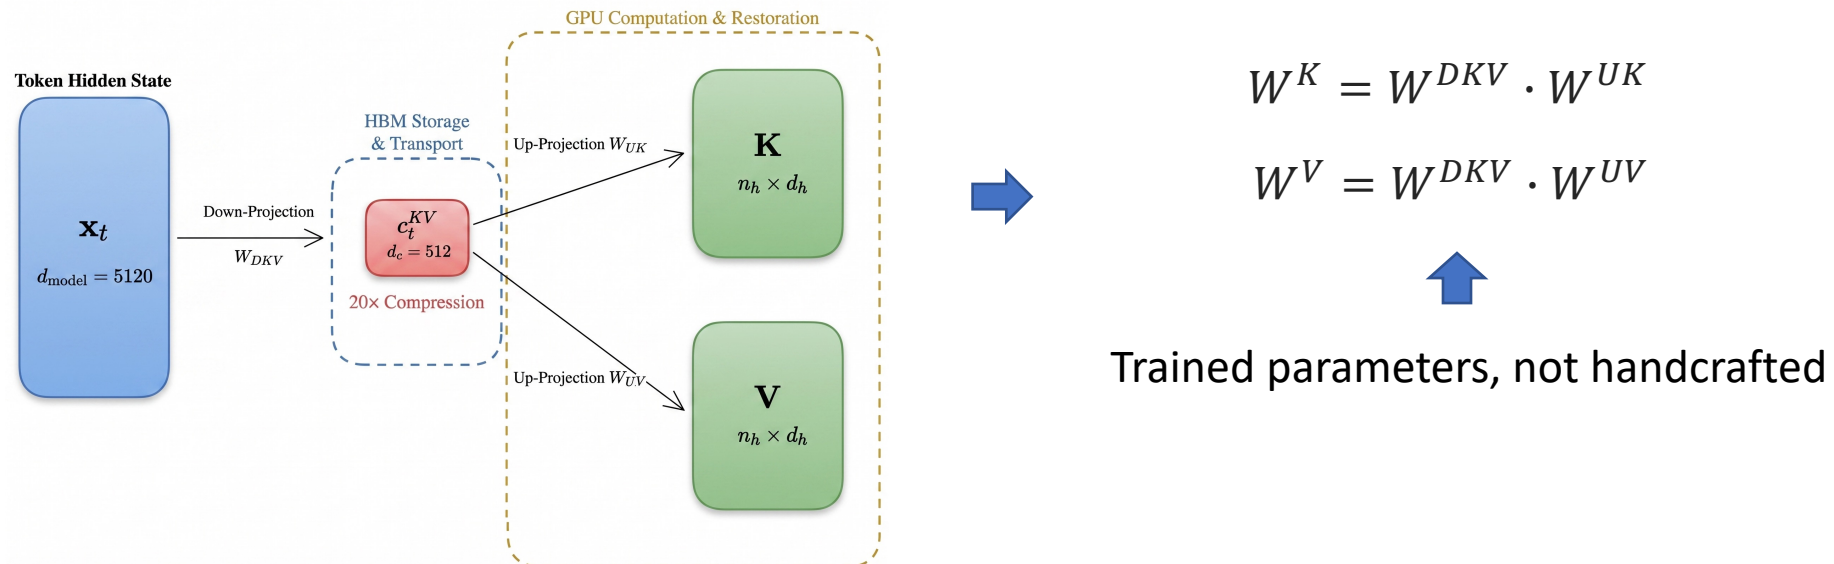 GPU Computation & Restoration
Token Hidden State
x_t
d_model = 5120
Down-Projection
W_DKV
HBM Storage
& Transport
c_t^KV
d_c = 512
20× Compression
Up-Projection W_UK
K
n_h × d_h
Up-Projection W_UV
V
n_h × d_h
W^K = W^DKV · W^UK
W^V = W^DKV · W^UV
Trained parameters, not handcrafted